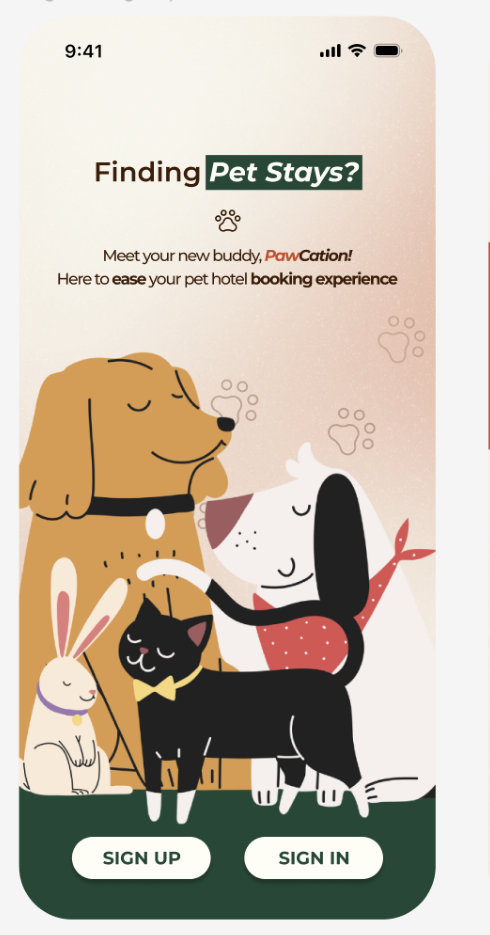 9:41
Finding Pet Stays?
Meet your new buddy, PawCation!
Here to ease your pet hotel booking experience
SIGN UP
SIGN IN